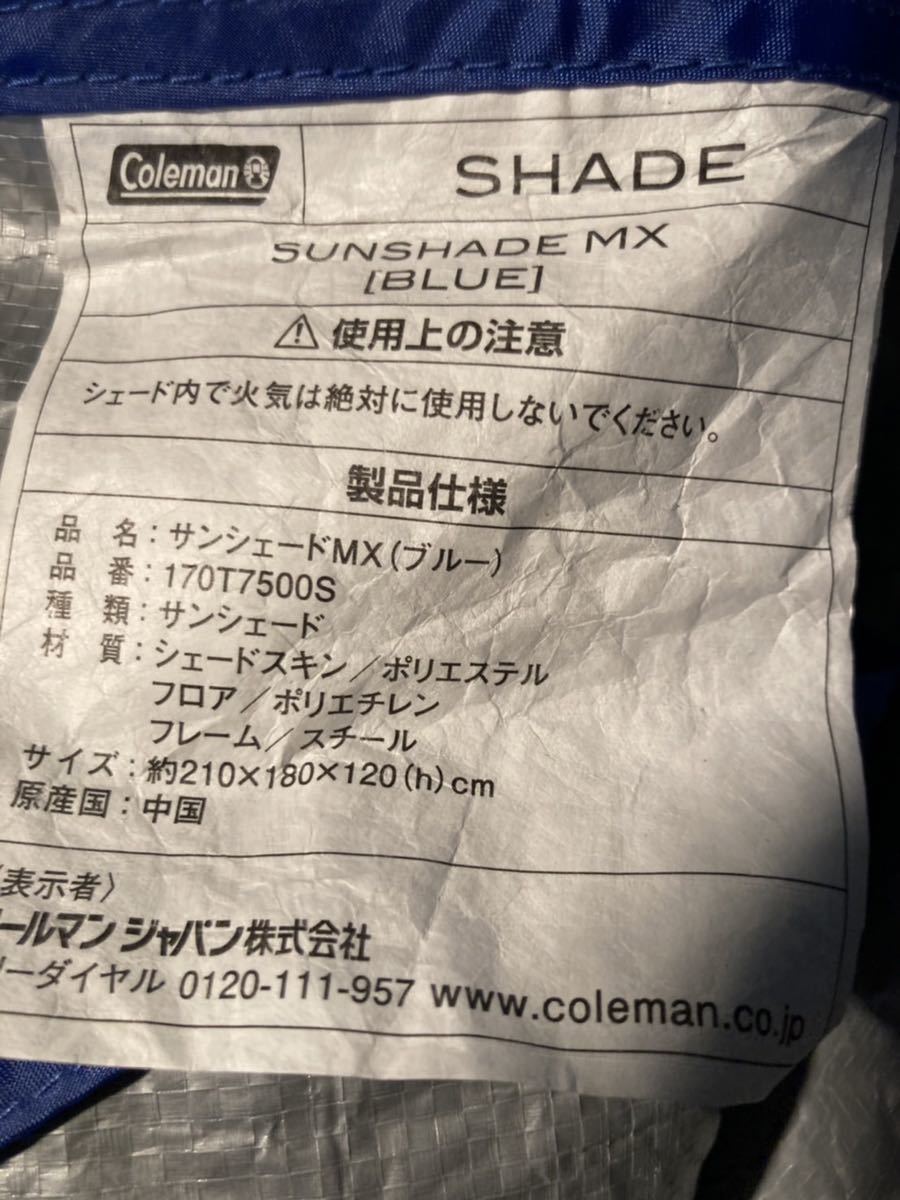 Coleman
SHADE
SUNSHADE MX
[BLUE]
⚠ 使用上の注意
シェード内で火気は絶対に使用しないでください。
製品仕様
品 名:サンシェードMX(ブルー)
品 番:170T7500S
種 類:サンシェード
材 質:シェードスキン/ポリエステル
フロア/ポリエチレン
フレーム/スチール
サイズ:約210×180×120(h)cm
原産国:中国
〈表示者〉
ールマン ジャパン株式会社
リーダイヤル 0120-111-957 www.coleman.co.jp